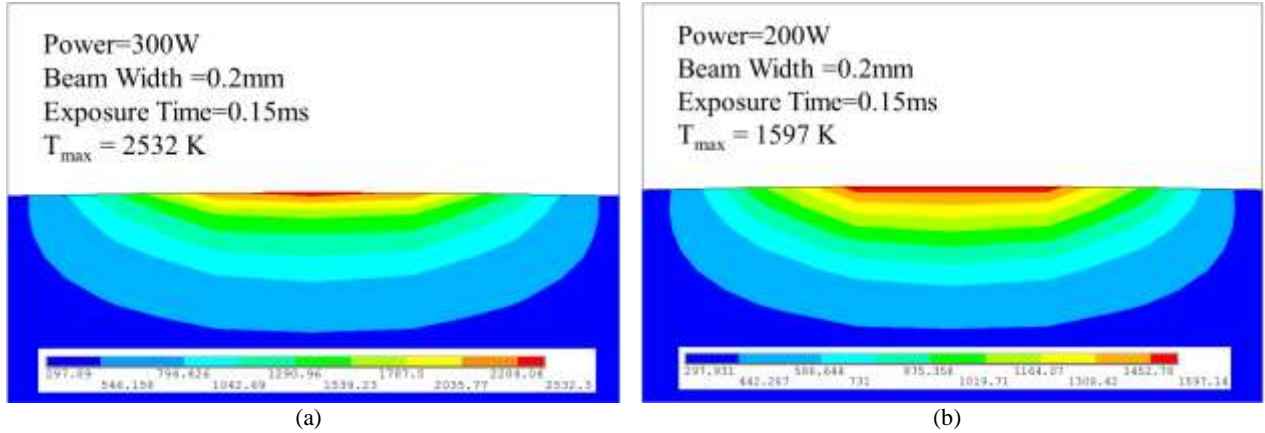 Power=300W
Beam Width =0.2mm
Exposure Time=0.15ms
Tmax = 2532 K
297.89 794.426 1290.96 1787.5 2284.04
546.158 1042.69 1539.23 2035.77 2532.3
(a)
Power=200W
Beam Width =0.2mm
Exposure Time=0.15ms
Tmax = 1597 K
297.931 586.644 875.358 1164.07 1452.78
442.287 731 1019.71 1308.42 1597.14
(b)